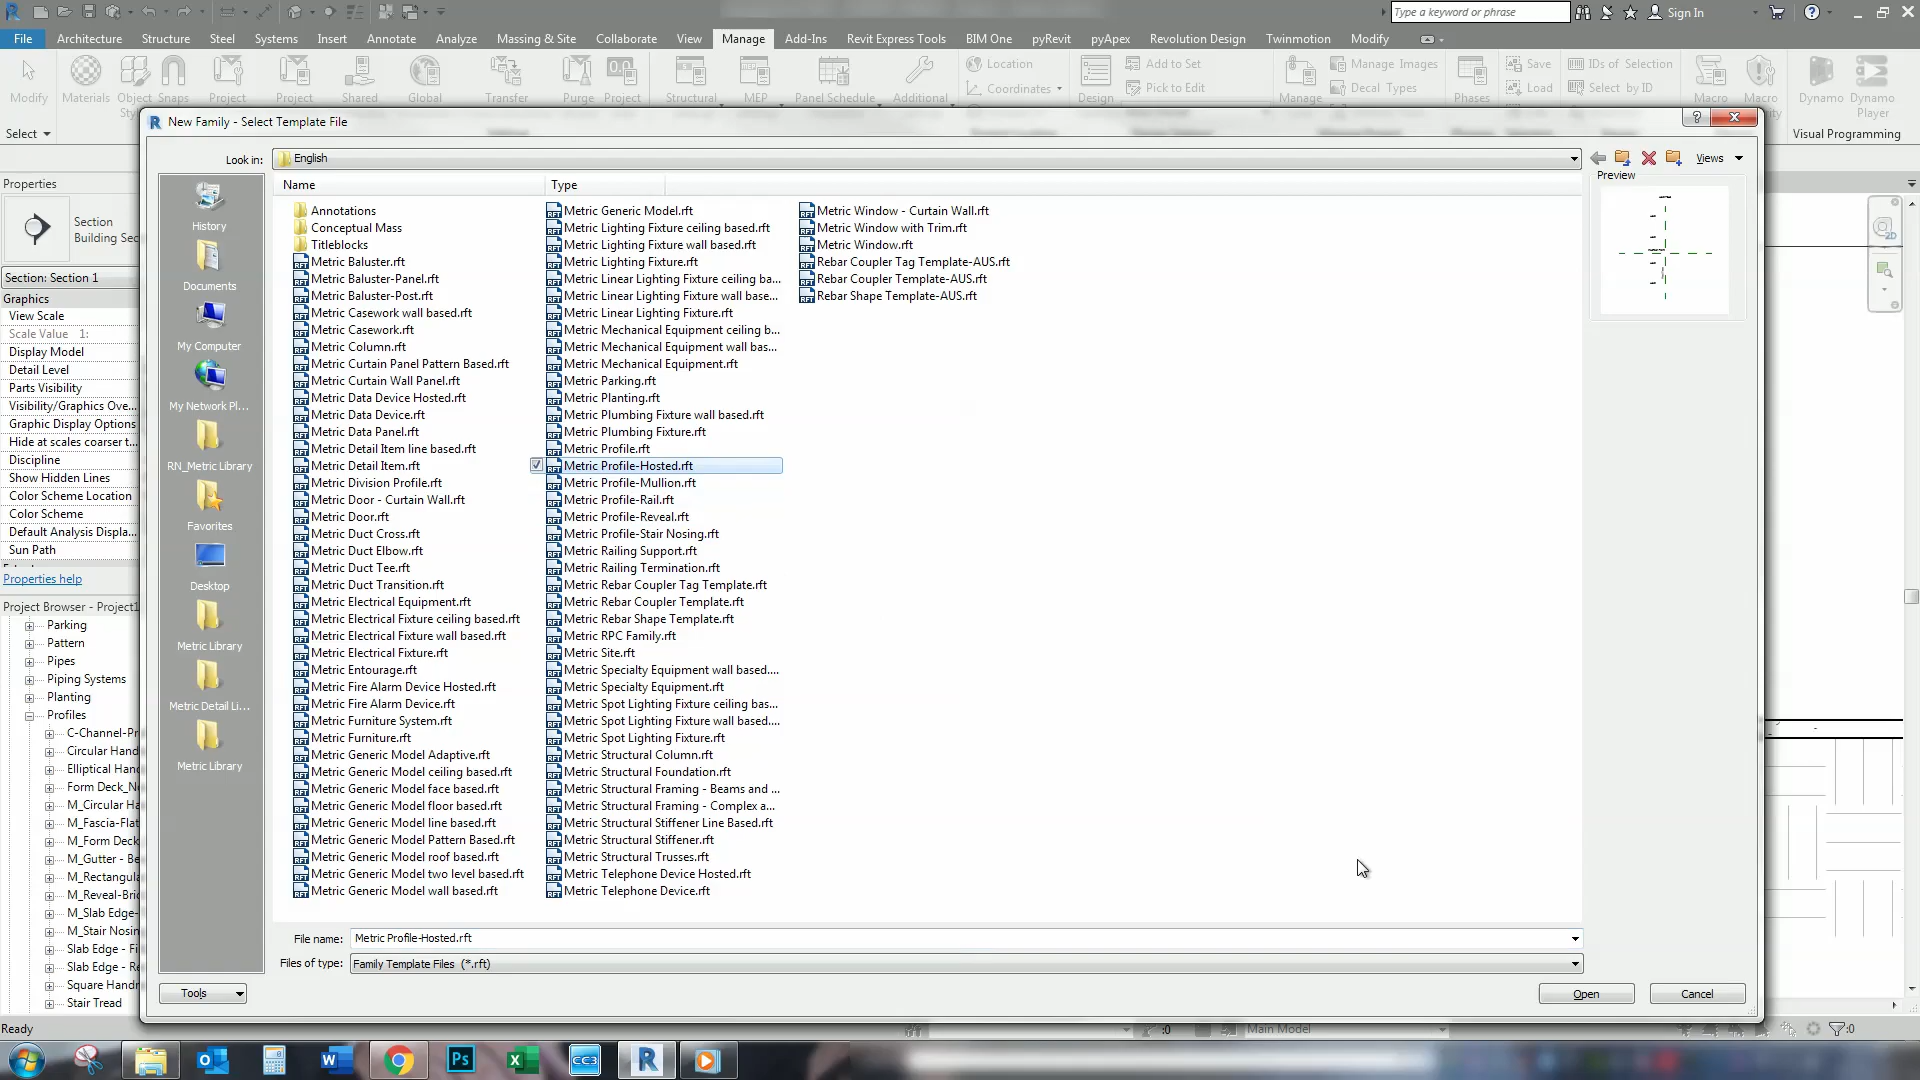 Type a keyword or phrase
Sign In
File Architecture Structure Steel Systems Insert Annotate Analyze Massing & Site Collaborate View Manage Add-Ins Revit Express Tools BIM One pyRevit pyApex Revolution Design Twinmotion Modify
Location Add to Set Manage Images Save IDs of Selection
Coordinates Pick to Edit Decal Types Load Select by ID
Modify Materials Object Snaps Project Project Shared Global Transfer Purge Project Structural MEP Panel Schedule Additional Design Manage Phases Macro Macro Dynamo Dynamo
Player
Select
Visual Programming
New Family - Select Template File
Look in: English
Views
Preview
Name Type
History
Documents
My Computer
My Network Pl...
RN_Metric Library
Favorites
Desktop
Metric Library
Metric Detail Li...
Metric Library
Annotations
Conceptual Mass
Titleblocks
Metric Baluster.rft
Metric Baluster-Panel.rft
Metric Baluster-Post.rft
Metric Casework wall based.rft
Metric Casework.rft
Metric Column.rft
Metric Curtain Panel Pattern Based.rft
Metric Curtain Wall Panel.rft
Metric Data Device Hosted.rft
Metric Data Device.rft
Metric Data Panel.rft
Metric Detail Item line based.rft
Metric Detail Item.rft
Metric Division Profile.rft
Metric Door - Curtain Wall.rft
Metric Door.rft
Metric Duct Cross.rft
Metric Duct Elbow.rft
Metric Duct Tee.rft
Metric Duct Transition.rft
Metric Electrical Equipment.rft
Metric Electrical Fixture ceiling based.rft
Metric Electrical Fixture wall based.rft
Metric Electrical Fixture.rft
Metric Entourage.rft
Metric Fire Alarm Device Hosted.rft
Metric Fire Alarm Device.rft
Metric Furniture System.rft
Metric Furniture.rft
Metric Generic Model Adaptive.rft
Metric Generic Model ceiling based.rft
Metric Generic Model face based.rft
Metric Generic Model floor based.rft
Metric Generic Model line based.rft
Metric Generic Model Pattern Based.rft
Metric Generic Model roof based.rft
Metric Generic Model two level based.rft
Metric Generic Model wall based.rft
Metric Generic Model.rft
Metric Lighting Fixture ceiling based.rft
Metric Lighting Fixture wall based.rft
Metric Lighting Fixture.rft
Metric Linear Lighting Fixture ceiling ba...
Metric Linear Lighting Fixture wall base...
Metric Linear Lighting Fixture.rft
Metric Mechanical Equipment ceiling b...
Metric Mechanical Equipment wall bas...
Metric Mechanical Equipment.rft
Metric Parking.rft
Metric Planting.rft
Metric Plumbing Fixture wall based.rft
Metric Plumbing Fixture.rft
Metric Profile.rft
Metric Profile-Hosted.rft
Metric Profile-Mullion.rft
Metric Profile-Rail.rft
Metric Profile-Reveal.rft
Metric Profile-Stair Nosing.rft
Metric Railing Support.rft
Metric Railing Termination.rft
Metric Rebar Coupler Tag Template.rft
Metric Rebar Coupler Template.rft
Metric Rebar Shape Template.rft
Metric RPC Family.rft
Metric Site.rft
Metric Specialty Equipment wall based....
Metric Specialty Equipment.rft
Metric Spot Lighting Fixture ceiling bas...
Metric Spot Lighting Fixture wall based....
Metric Spot Lighting Fixture.rft
Metric Structural Column.rft
Metric Structural Foundation.rft
Metric Structural Framing - Beams and ...
Metric Structural Framing - Complex a...
Metric Structural Stiffener Line Based.rft
Metric Structural Stiffener.rft
Metric Structural Trusses.rft
Metric Telephone Device Hosted.rft
Metric Telephone Device.rft
Metric Window - Curtain Wall.rft
Metric Window with Trim.rft
Metric Window.rft
Rebar Coupler Tag Template-AUS.rft
Rebar Coupler Template-AUS.rft
Rebar Shape Template-AUS.rft
File name: Metric Profile-Hosted.rft
Files of type: Family Template Files (*.rft)
Tools
Open
Cancel
Properties
Section
Building Sec
Section: Section 1
Graphics
View Scale
Scale Value 1:
Display Model
Detail Level
Parts Visibility
Visibility/Graphics Ove...
Graphic Display Options
Hide at scales coarser t...
Discipline
Show Hidden Lines
Color Scheme Location
Color Scheme
Default Analysis Displa...
Sun Path
Properties help
Project Browser - Project1
Parking
Pattern
Pipes
Piping Systems
Planting
Profiles
C-Channel-Pr
Circular Hand
Elliptical Hand
Form Deck_N
M_Circular Ha
M_Fascia-Flat
M_Form Deck
M_Gutter - Be
M_Rectangula
M_Reveal-Bric
M_Slab Edge-
M_Stair Nosin
Slab Edge - Fi
Slab Edge - Re
Square Handr
Stair Tread
2D
Ready
:0
Main Model
:0
Ps
CC3